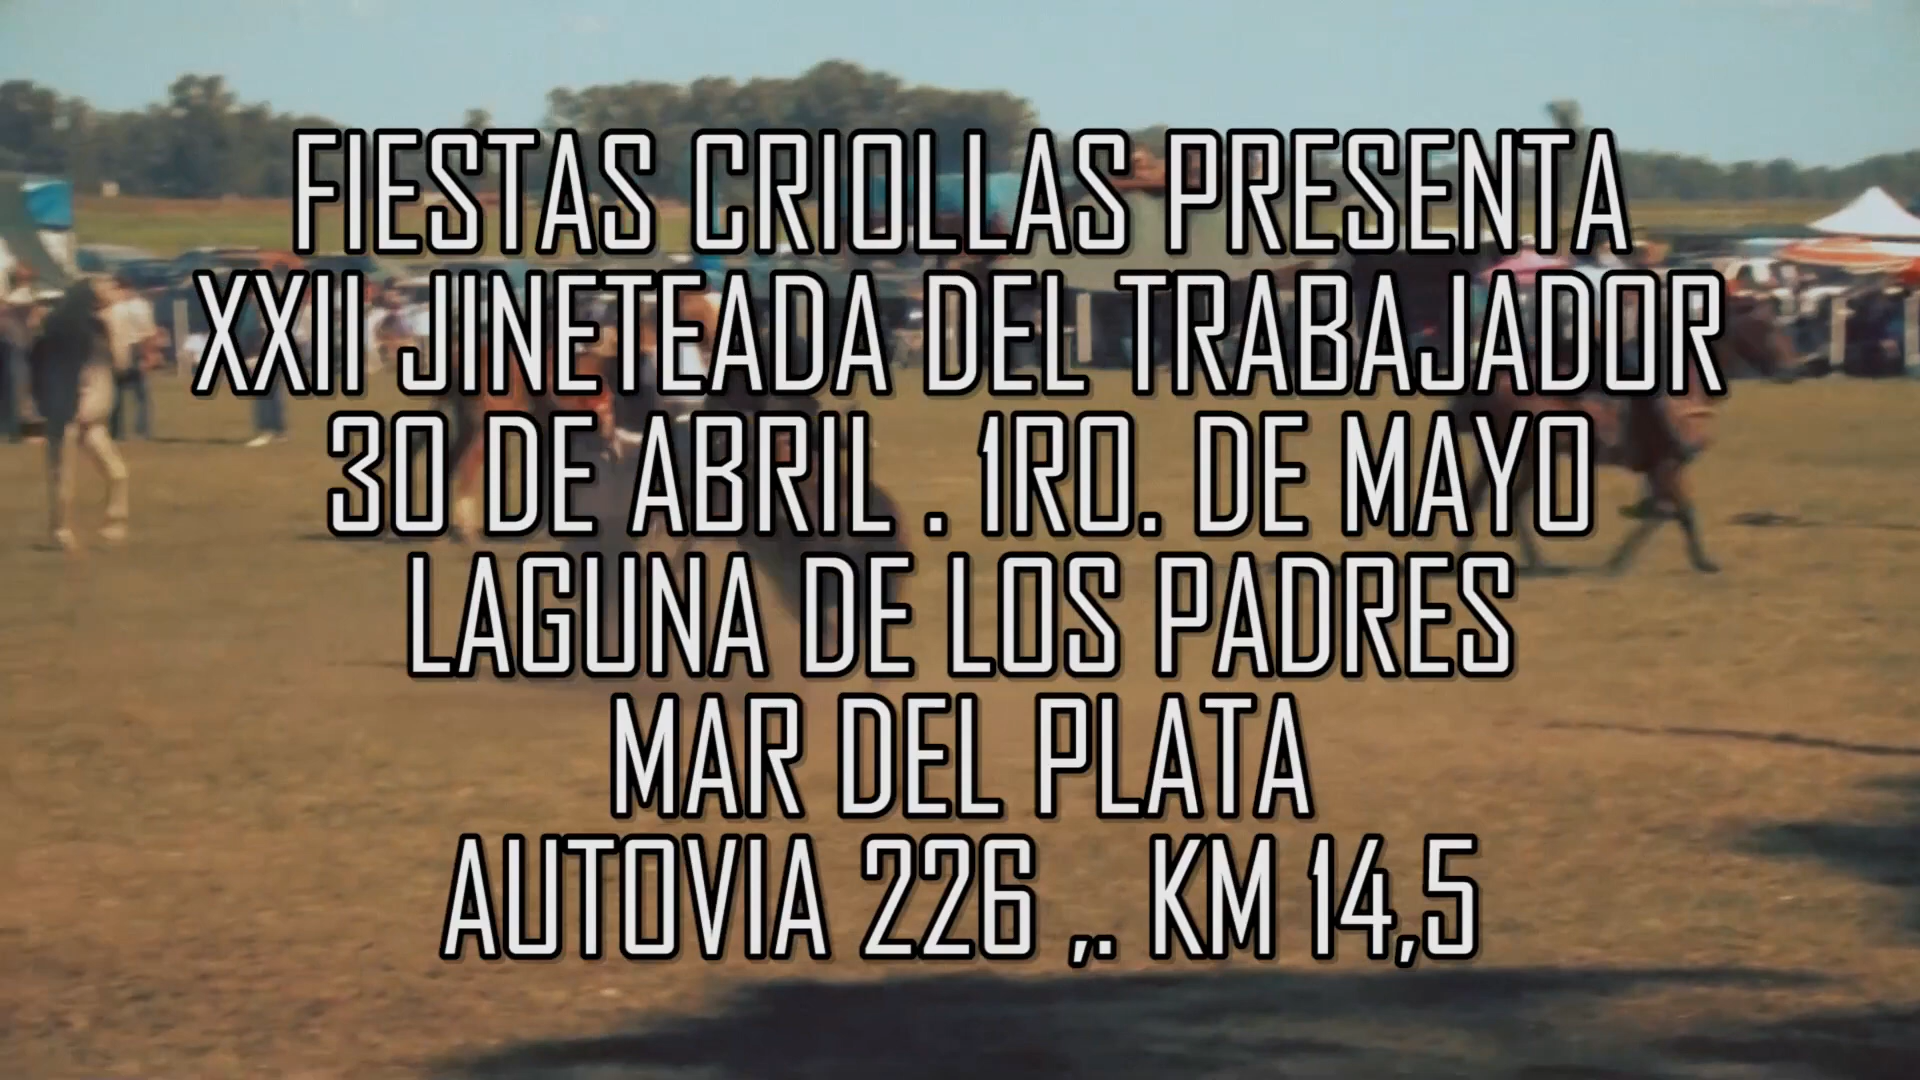 FIESTAS CRIOLLAS PRESENTA
XXII JINETEADA DEL TRABAJADOR
30 DE ABRIL . 1RO. DE MAYO
LAGUNA DE LOS PADRES
MAR DEL PLATA
AUTOVIA 226 ,. KM 14,5